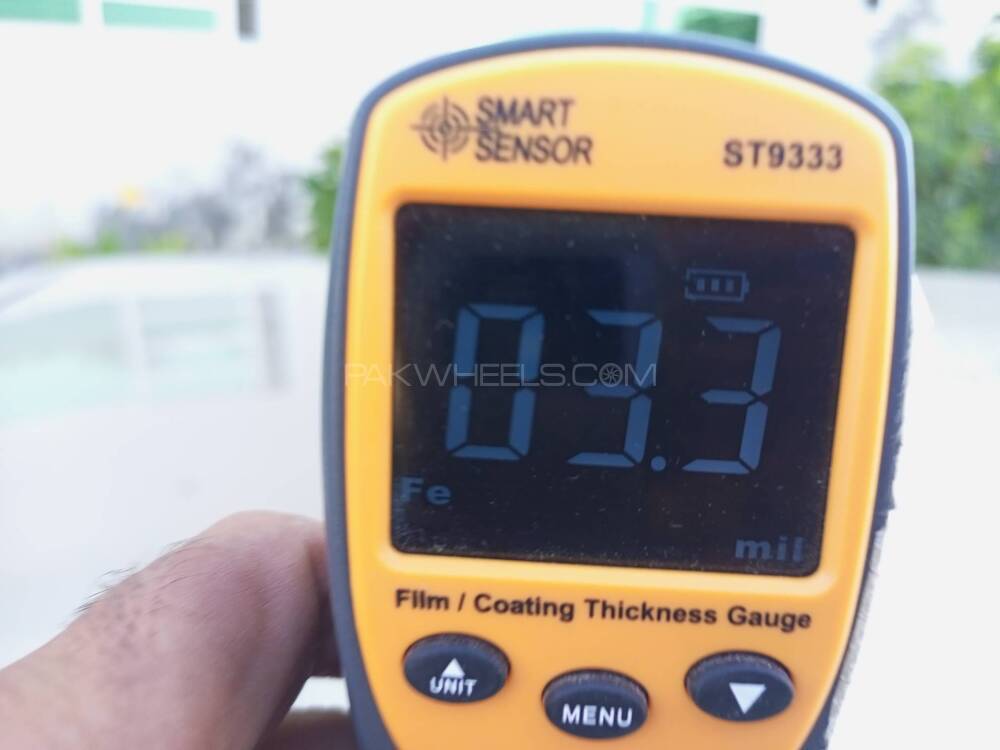 SMART
SENSOR
ST9333
03.3
PAKWHEELS.COM
Fe
mil
Film / Coating Thickness Gauge
UNIT
MENU